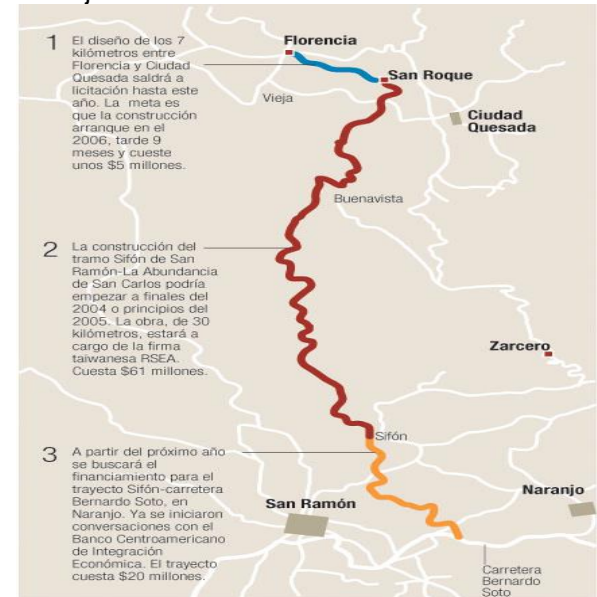 1 El diseño de los 7
kilómetros entre
Florencia y Ciudad
Quesada saldrá a
licitación hasta este
año. La meta es
que la construcción
arranque en el
2006, tarde 9
meses y cueste
unos $5 millones.
Florencia
San Roque
Vieja
Ciudad
Quesada
Buenavista
2 La construcción del
tramo Sifón de San
Ramón-La Abundancia
de San Carlos podría
empezar a finales del
2004 o principios del
2005. La obra, de 30
kilómetros, estará a
cargo de la firma
taiwanesa RSEA.
Cuesta $61 millones.
Zarcero
Sifón
3 A partir del próximo año
se buscará el
financiamiento para el
trayecto Sifón-carretera
Bernardo Soto, en
Naranjo. Ya se iniciaron
conversaciones con el
Banco Centroamericano
de Integración
Económica. El trayecto
cuesta $20 millones.
San Ramón
Naranjo
Carretera
Bernardo
Soto